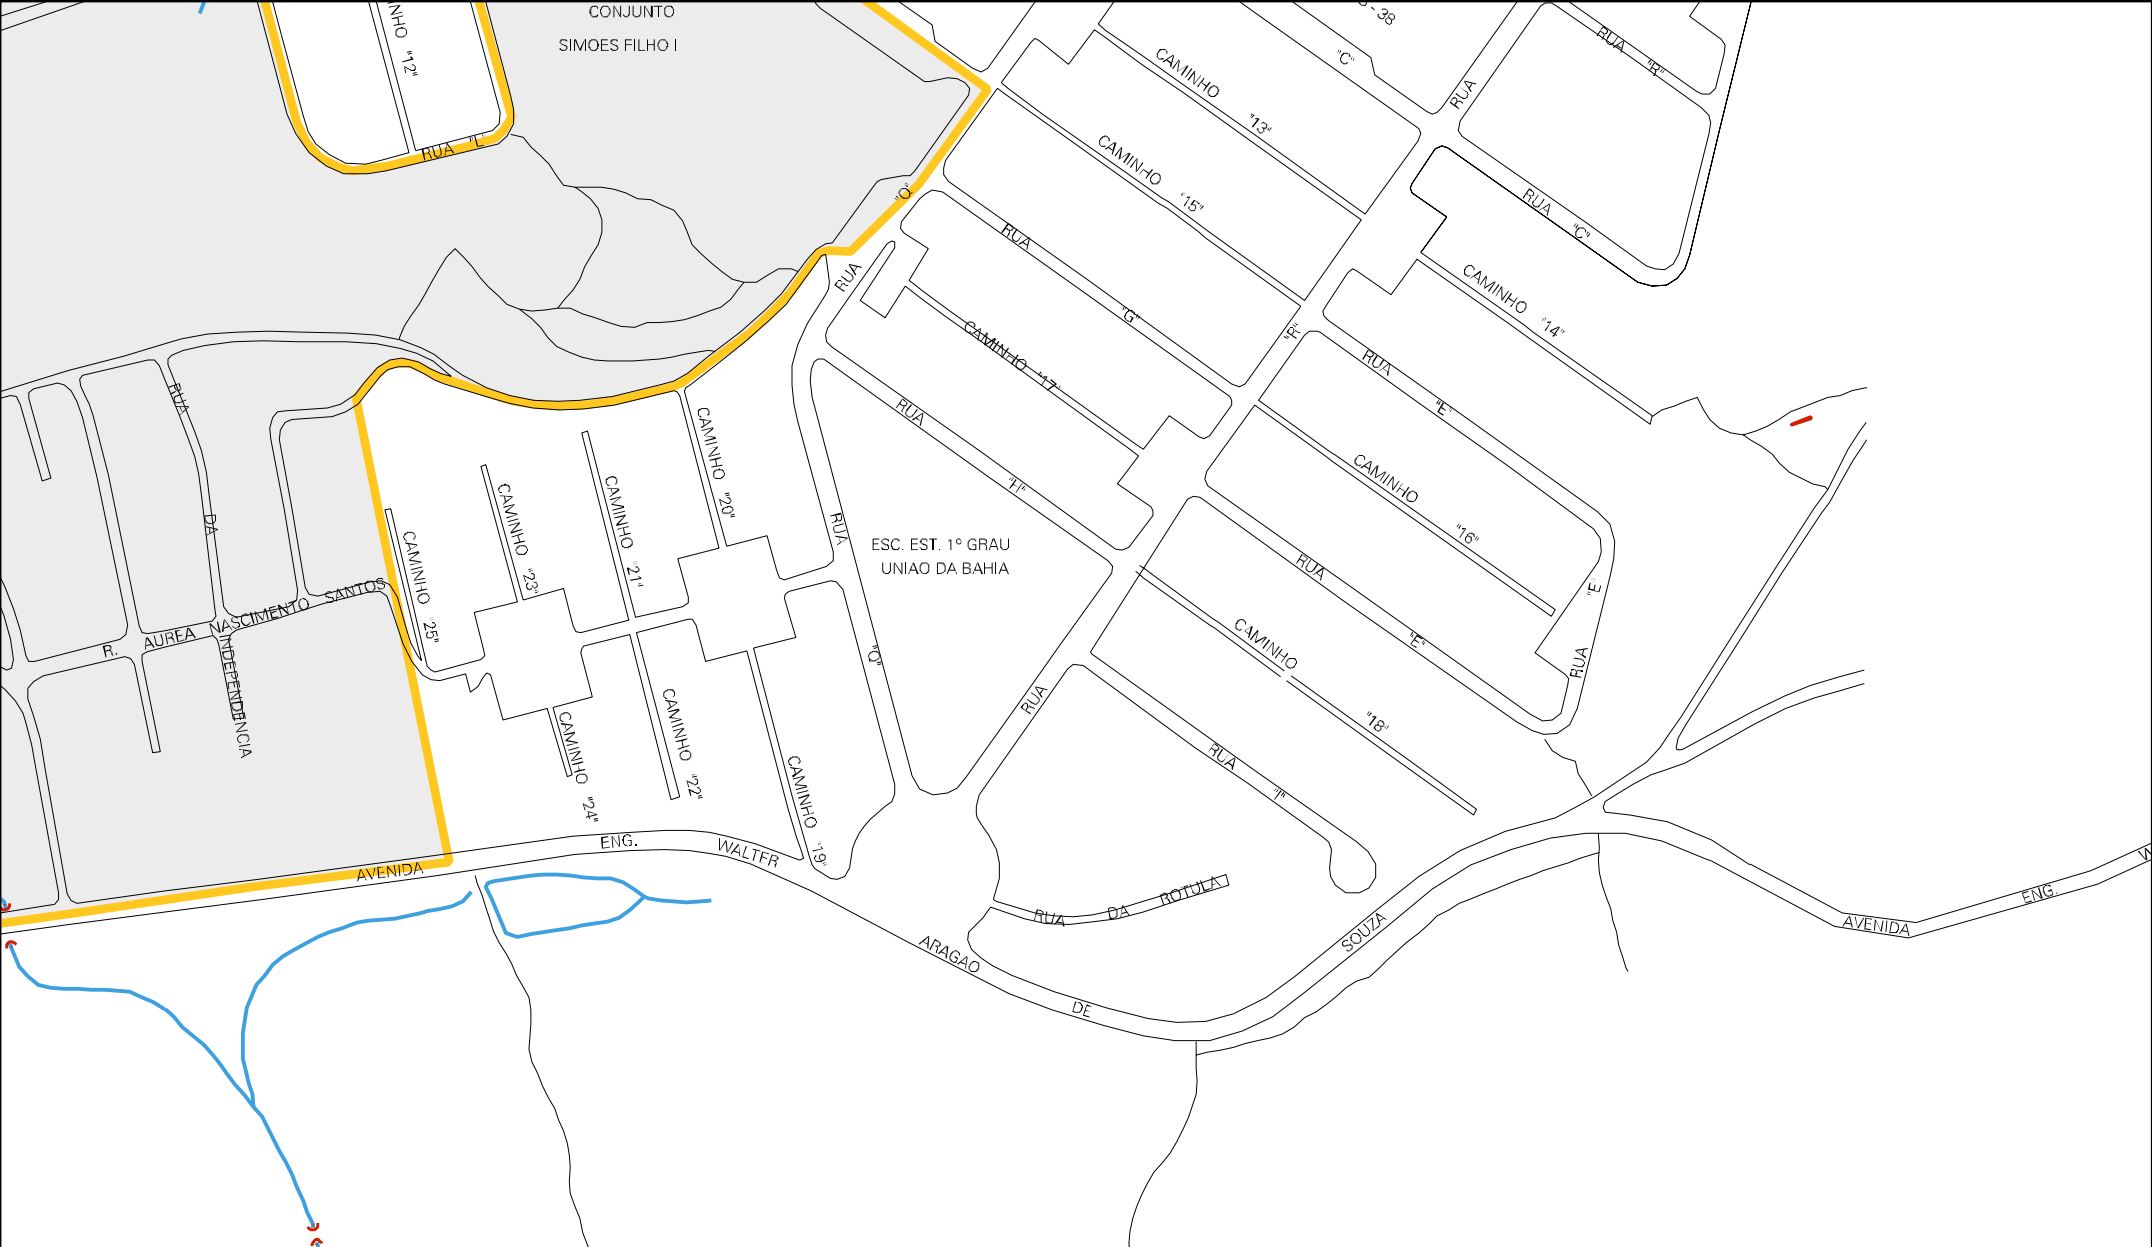 CONJUNTO
SIMOES FILHO I
"12"
RUA "L"
- 38
"C"
RUA "R"
RUA
CAMINHO "13"
CAMINHO "15"
"Q"
RUA
RUA "G"
RUA "C"
CAMINHO "14"
"R"
CAMINHO "17"
RUA "E"
RUA "H"
CAMINHO "16"
RUA DA
INDEPENDENCIA
R. AUREA NASCIMENTO SANTOS
CAMINHO "25"
CAMINHO "23"
CAMINHO "21"
CAMINHO "20"
RUA "Q"
ESC. EST. 1º GRAU
UNIAO DA BAHIA
RUA "E"
RUA "E"
CAMINHO "18"
RUA
RUA "I"
CAMINHO "24"
CAMINHO "22"
CAMINHO "19"
AVENIDA ENG. WALTER ARAGAO DE SOUZA
RUA DA ROTULA
AVENIDA ENG.